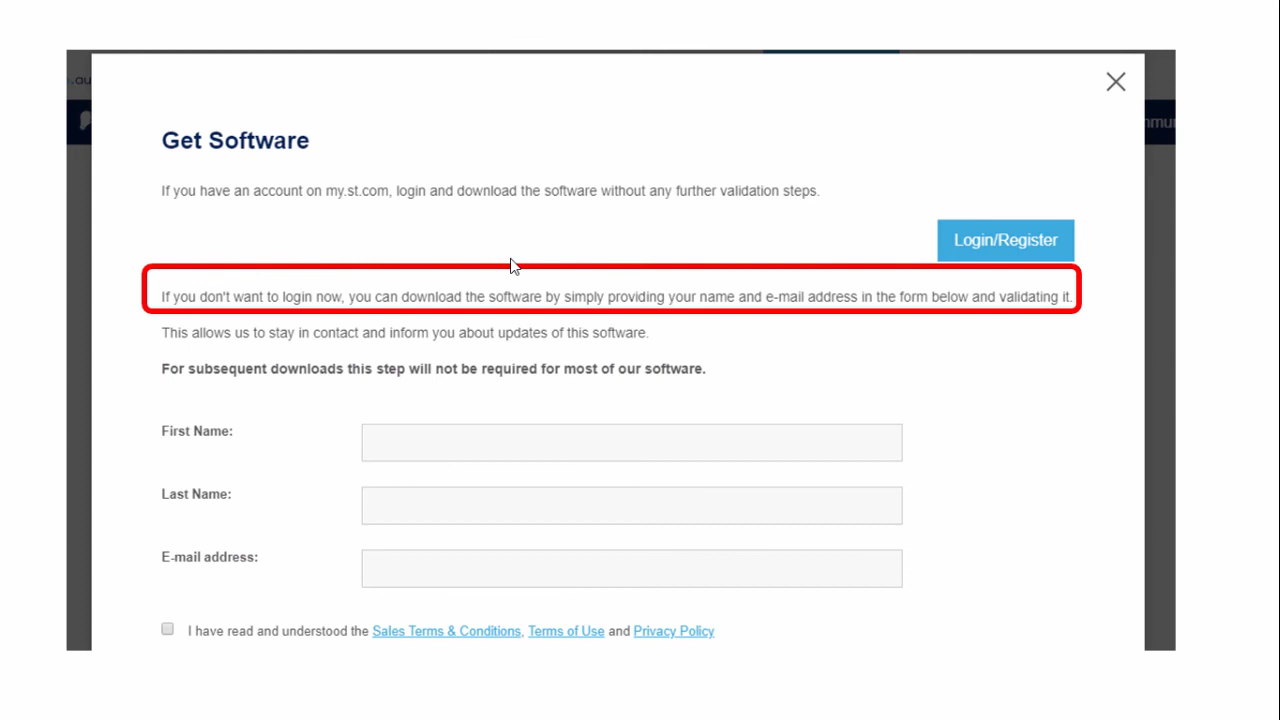 .au
Get Software
If you have an account on my.st.com, login and download the software without any further validation steps.
Login/Register
If you don't want to login now, you can download the software by simply providing your name and e-mail address in the form below and validating it.
This allows us to stay in contact and inform you about updates of this software.
For subsequent downloads this step will not be required for most of our software.
First Name:
Last Name:
E-mail address:
I have read and understood the Sales Terms & Conditions, Terms of Use and Privacy Policy